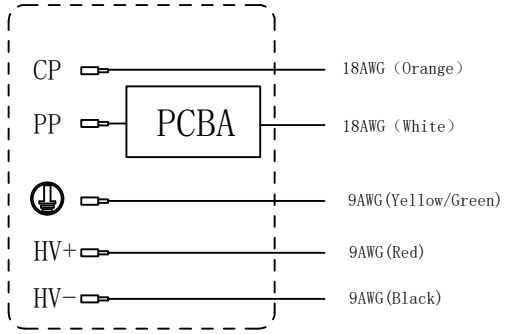 CP 18AWG（Orange）
PP PCBA 18AWG（White）
9AWG(Yellow/Green)
HV+ 9AWG(Red)
HV− 9AWG(Black)